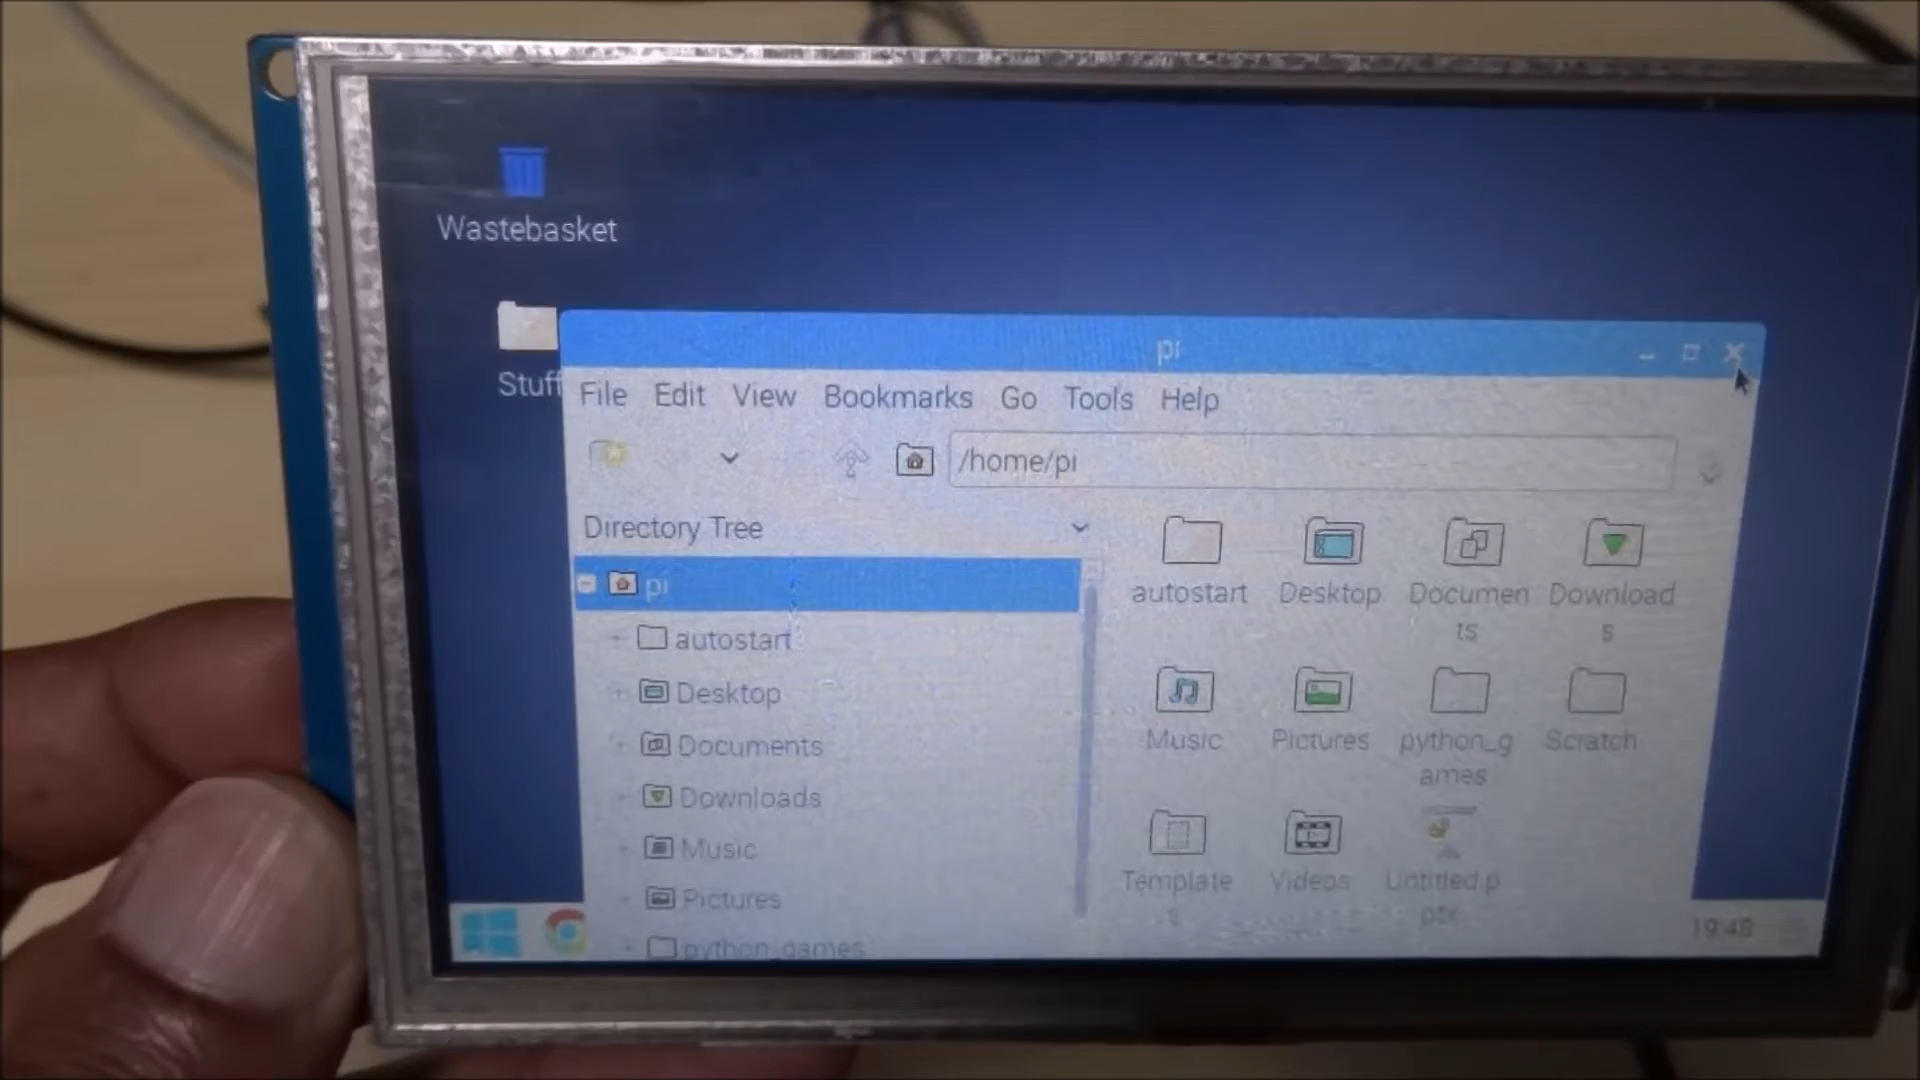 Wastebasket
Stuff
pi
File Edit View Bookmarks Go Tools Help
/home/pi
Directory Tree
pi
autostart
Desktop
Documents
Downloads
Music
Pictures
python_games
autostart Desktop Documen
ts Download
s
Music Pictures python_g
ames Scratch
Template
s Videos Untitled.p
ptx
19:48